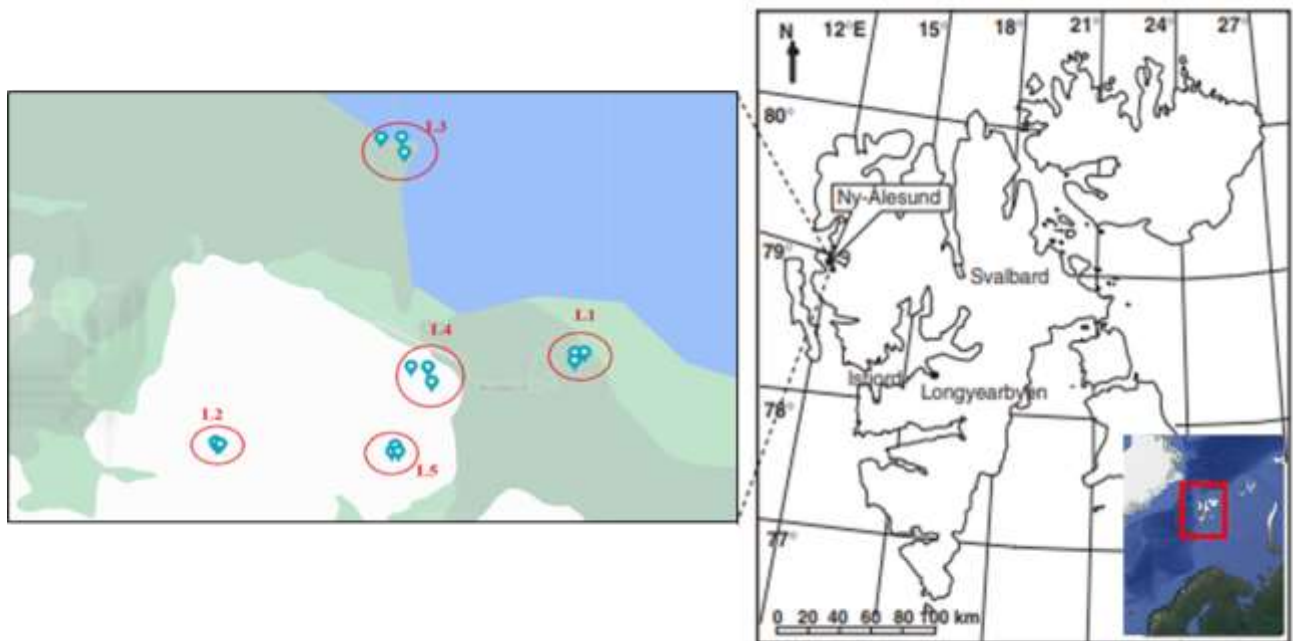 L3
L1
L4
L2
L5
N
12°E
15°
18°
21°
24°
27°
80°
Ny-Ålesund
79°
Svalbard
Isfjord
Longyearbyen
78°
77°
0 20 40 60 80 100 km